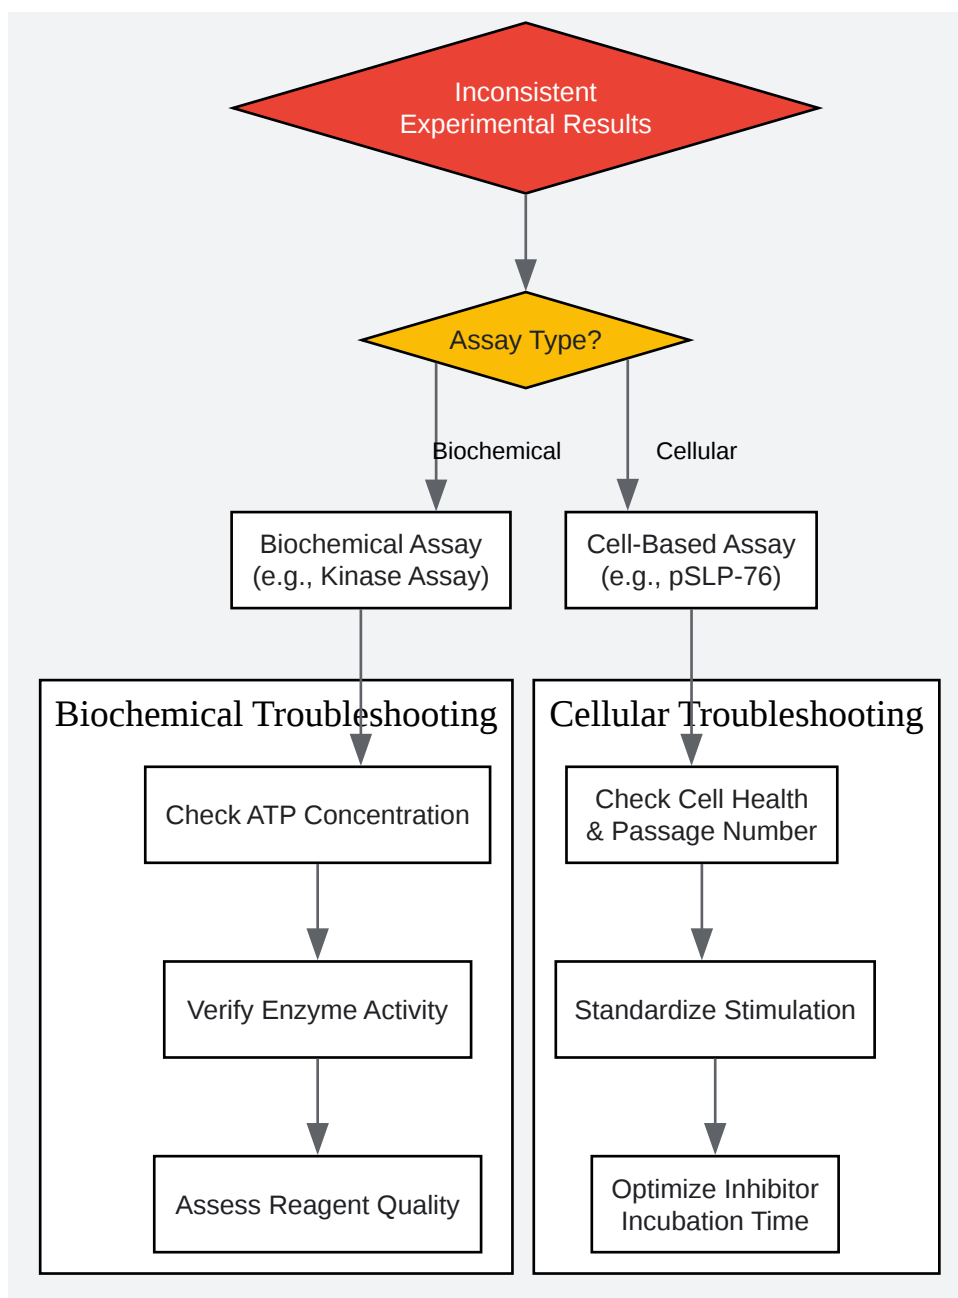 Inconsistent
Experimental Results
Assay Type?
Biochemical
Cellular
Biochemical Assay
(e.g., Kinase Assay)
Cell-Based Assay
(e.g., pSLP-76)
Biochemical Troubleshooting
Check ATP Concentration
Verify Enzyme Activity
Assess Reagent Quality
Cellular Troubleshooting
Check Cell Health
& Passage Number
Standardize Stimulation
Optimize Inhibitor
Incubation Time